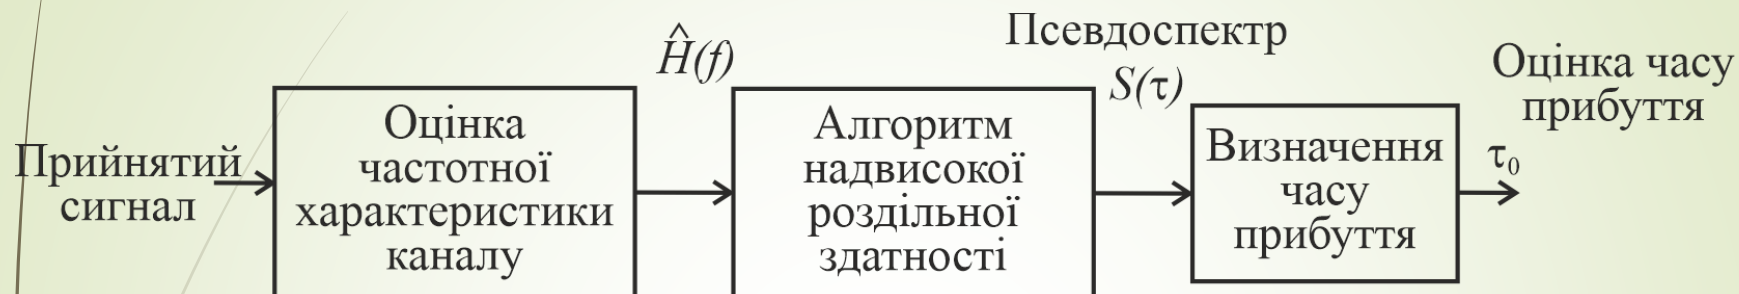 Прийнятий
сигнал
Оцінка
частотної
характеристики
каналу
Ĥ(f)
Алгоритм
надвисокої
роздільної
здатності
Псевдоспектр
S(τ)
Визначення
часу
прибуття
Оцінка часу
прибуття
τ₀